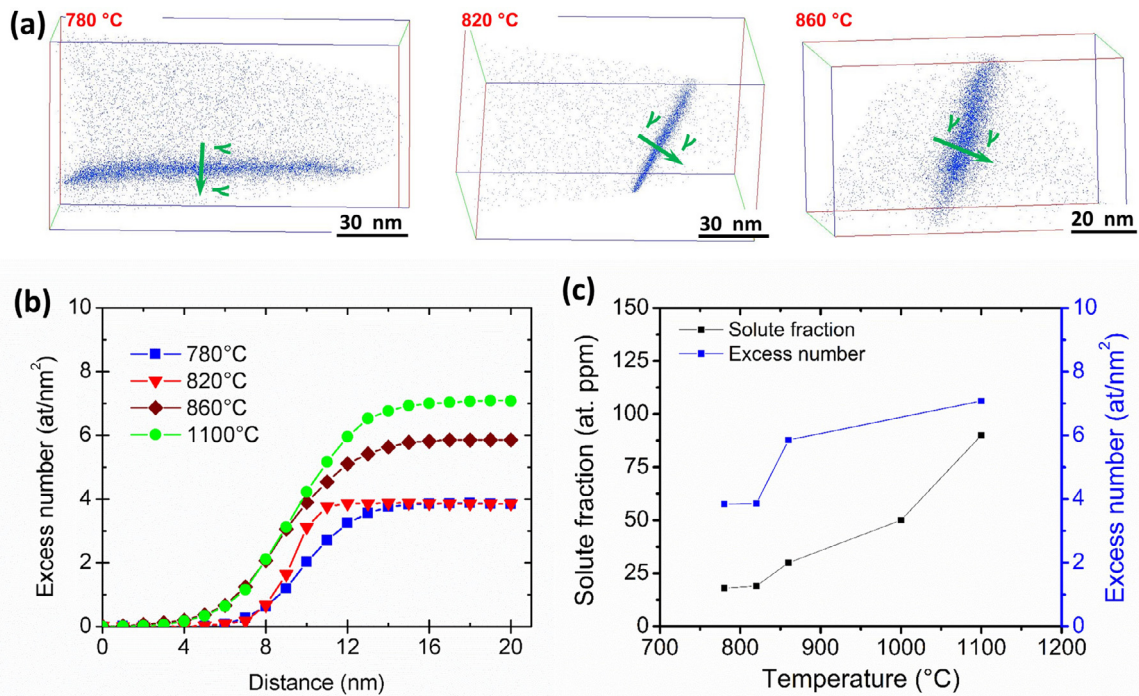 (a)
780 °C
820 °C
860 °C
γ
γ
γ
γ
γ
γ
30 nm
30 nm
20 nm
(b)
10
8
6
4
2
0
Excess number (at/nm²)
780°C
820°C
860°C
1100°C
0 4 8 12 16 20
Distance (nm)
(c)
150
125
100
75
50
25
0
Solute fraction (at. ppm)
Solute fraction
Excess number
10
8
6
4
2
0
Excess number (at/nm²)
700 800 900 1000 1100 1200
Temperature (°C)